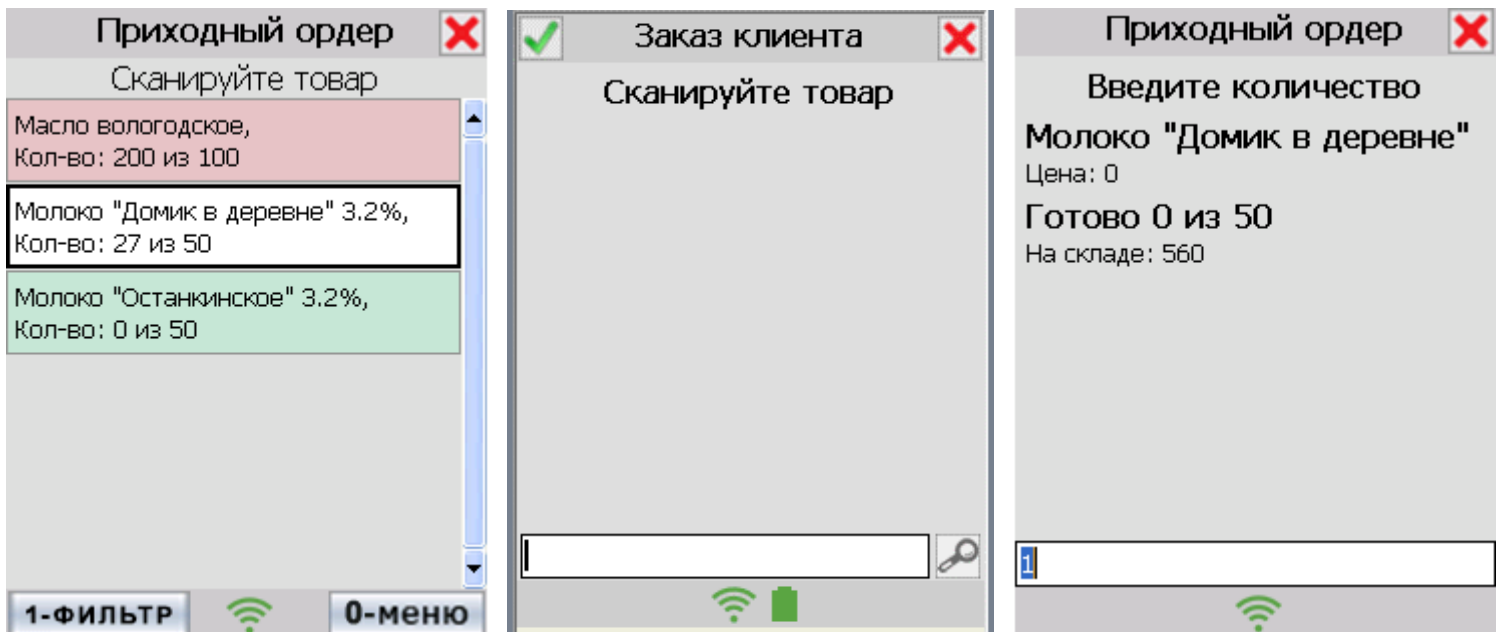 Приходный ордер
Сканируйте товар
Масло вологодское,
Кол-во: 200 из 100
Молоко "Домик в деревне" 3.2%,
Кол-во: 27 из 50
Молоко "Останкинское" 3.2%,
Кол-во: 0 из 50
1-ФИЛЬТР
0-меню
Заказ клиента
Сканируйте товар
Приходный ордер
Введите количество
Молоко "Домик в деревне"
Цена: 0
Готово 0 из 50
На складе: 560
1